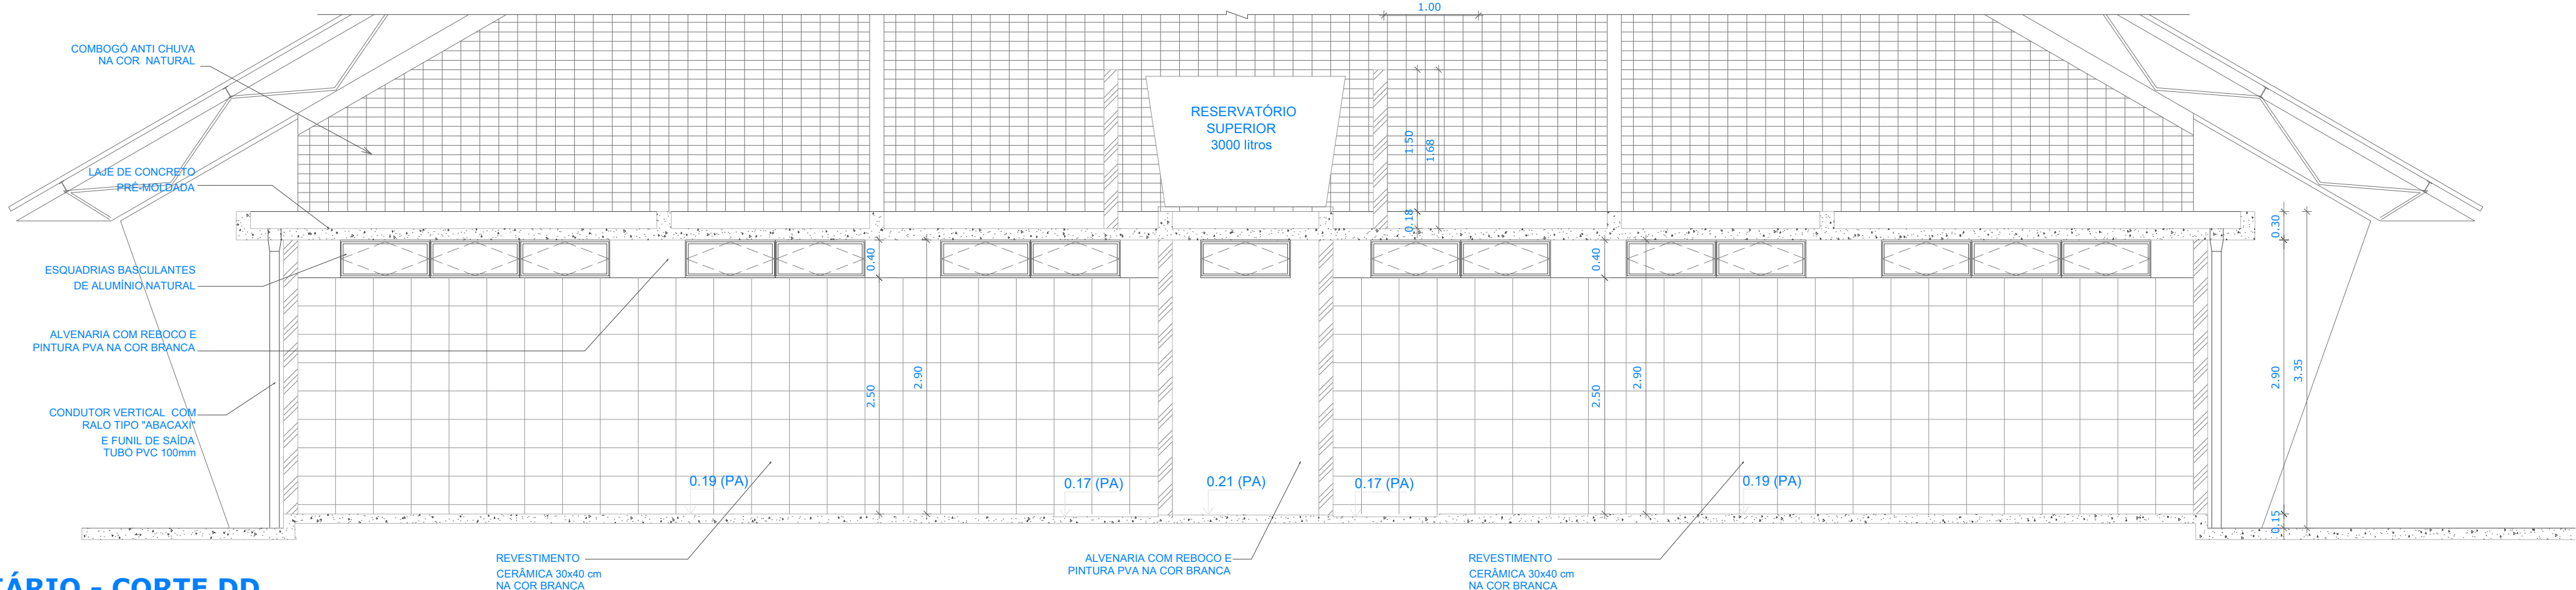 1.00
COMBOGÓ ANTI CHUVA
NA COR NATURAL
RESERVATÓRIO
SUPERIOR
3000 litros
1.50
1.68
LAJE DE CONCRETO
PRÉ-MOLDADA
0.18
0.30
ESQUADRIAS BASCULANTES
DE ALUMÍNIO NATURAL
0.40
0.40
ALVENARIA COM REBOCO E
PINTURA PVA NA COR BRANCA
2.50
2.90
2.50
2.90
2.90
3.35
CONDUTOR VERTICAL COM
RALO TIPO "ABACAXI"
E FUNIL DE SAÍDA
TUBO PVC 100mm
0.19 (PA)
0.17 (PA)
0.21 (PA)
0.17 (PA)
0.19 (PA)
0.15
REVESTIMENTO
CERÂMICA 30x40 cm
NA COR BRANCA
ALVENARIA COM REBOCO E
PINTURA PVA NA COR BRANCA
REVESTIMENTO
CERÂMICA 30x40 cm
NA COR BRANCA
TÁRIO - CORTE DD